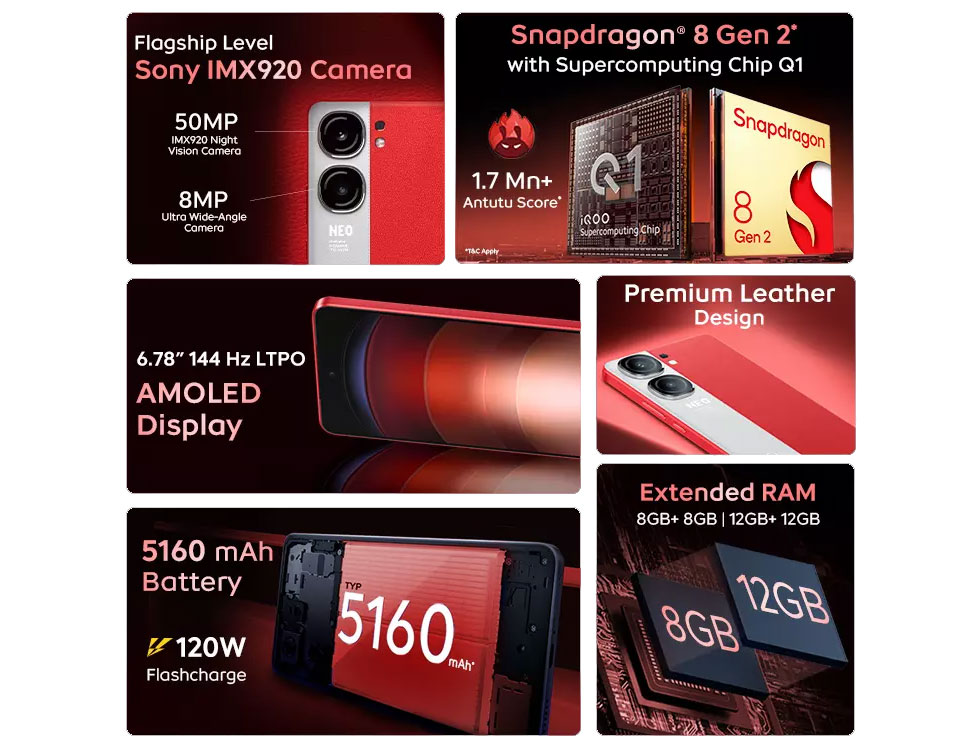 Flagship Level
Sony IMX920 Camera
50MP
IMX920 Night
Vision Camera
8MP
Ultra Wide-Angle
Camera
NEO
Snapdragon® 8 Gen 2*
with Supercomputing Chip Q1
1.7 Mn+
Antutu Score*
*T&C Apply
Q1
iQOO
Supercomputing Chip
Snapdragon
8
Gen 2
6.78” 144 Hz LTPO
AMOLED
Display
Premium Leather
Design
NEO
5160 mAh
Battery
120W
Flashcharge
TYP
5160
mAh*
Extended RAM
8GB+ 8GB | 12GB+ 12GB
8GB
12GB